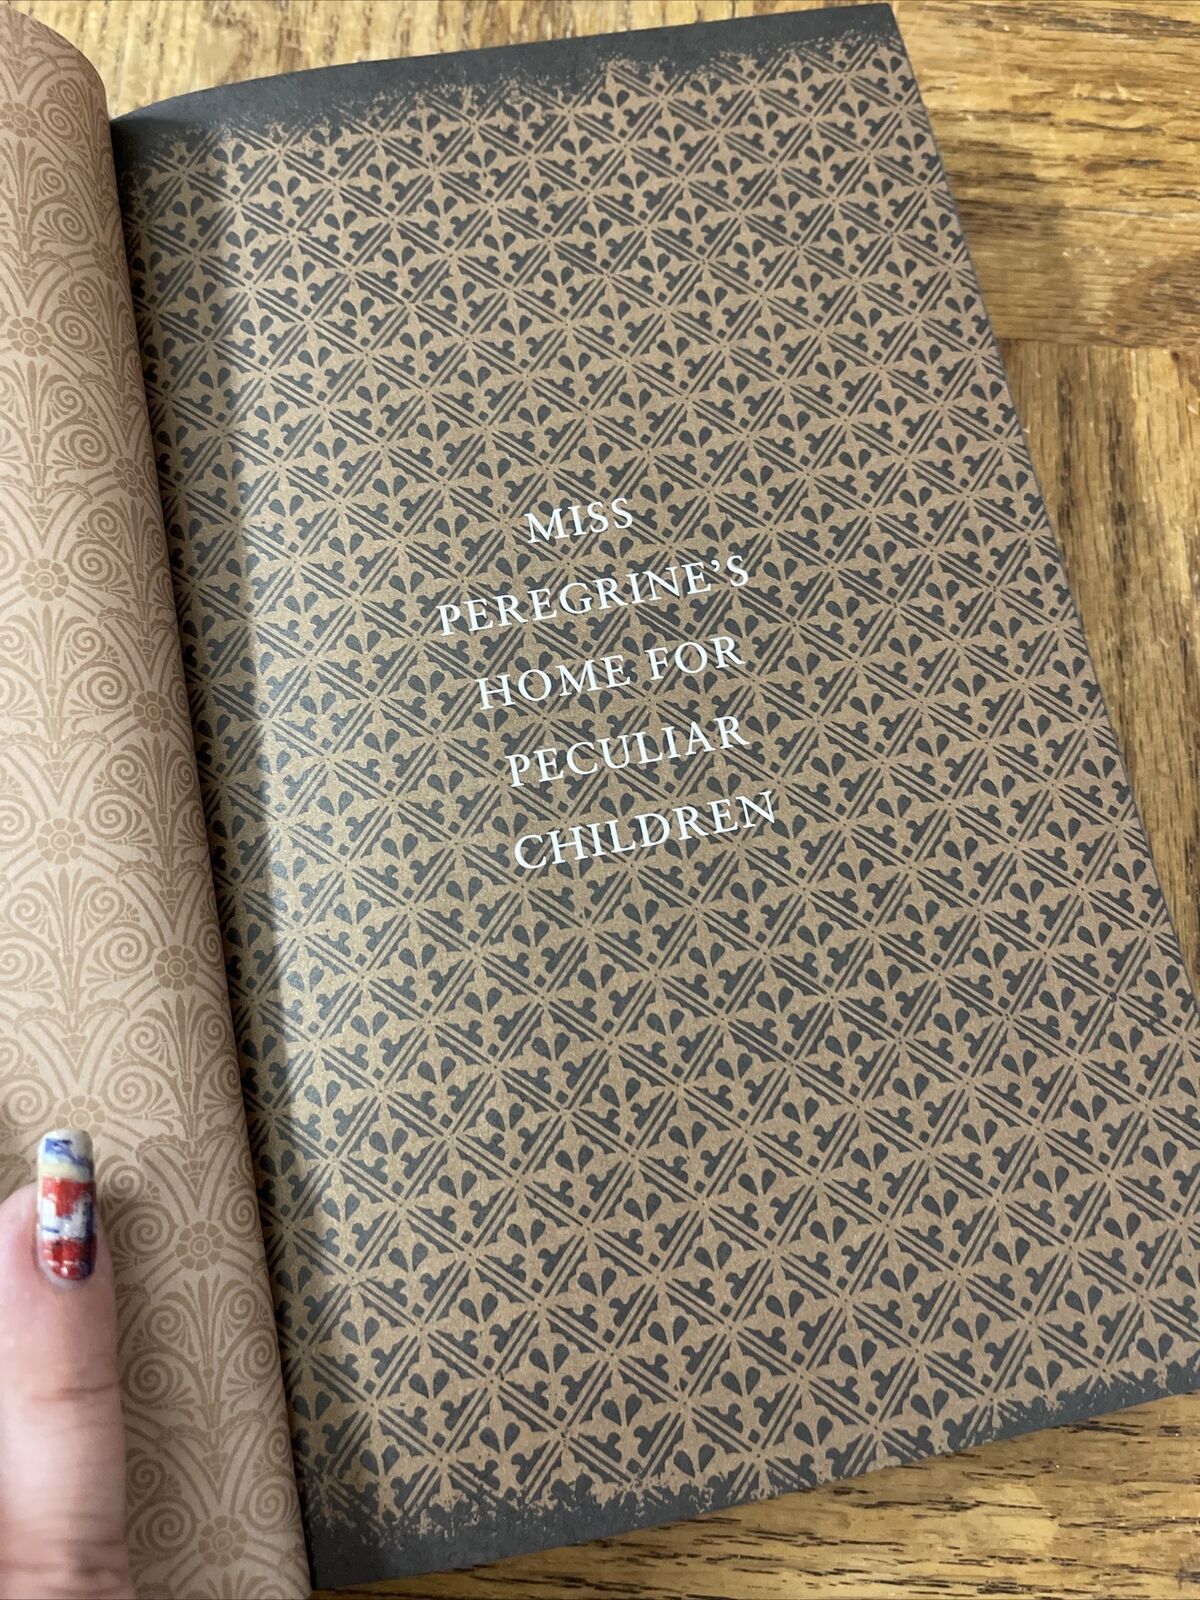 MISS
PEREGRINE'S
HOME FOR
PECULIAR
CHILDREN